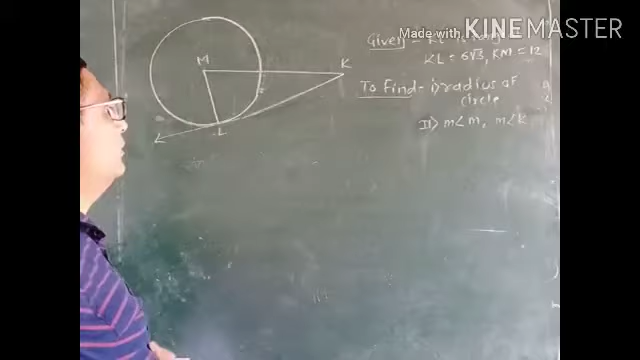 Made with KINEMASTER
Given =
KL = 6√3, KM = 12
To Find = i) radius of
circle
II) m∠M, m∠K
M
K
L